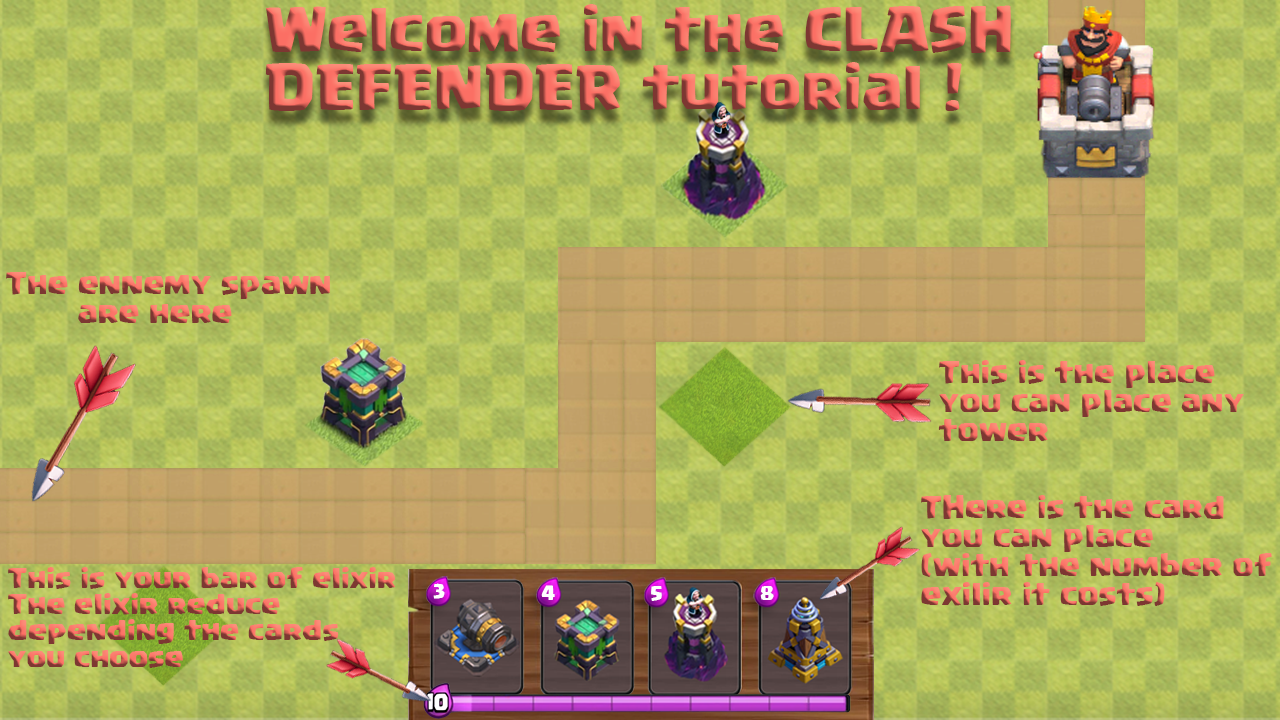 Welcome in the CLASH
DEFENDER tutorial !
The ennemy spawn
are here
This is the place
you can place any
tower
THere is the card
you can place
(with the number of
exilir it costs)
This is your bar of elixir
The elixir reduce
depending the cards
you choose
3
4
5
8
10